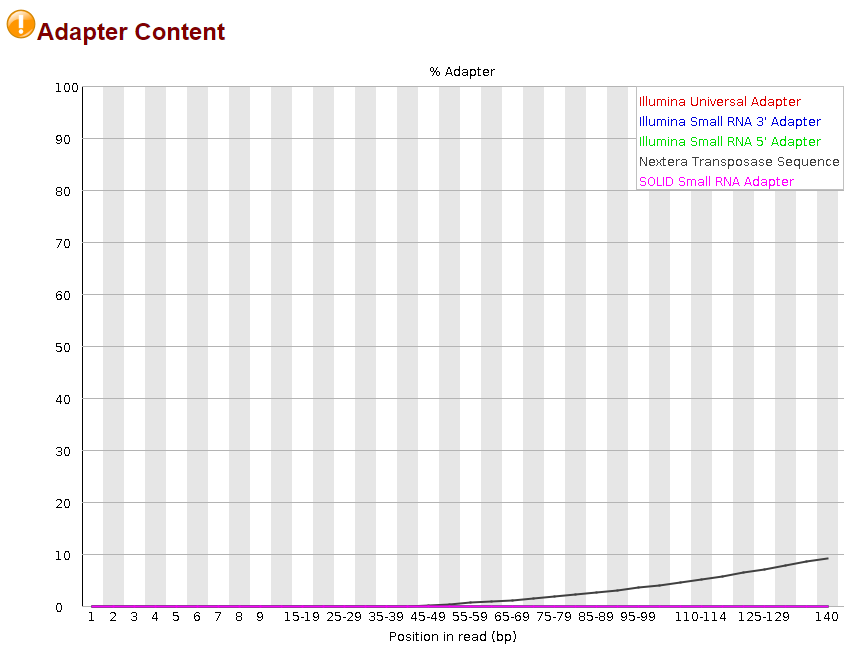 Adapter Content
% Adapter
Illumina Universal Adapter
Illumina Small RNA 3' Adapter
Illumina Small RNA 5' Adapter
Nextera Transposase Sequence
SOLID Small RNA Adapter
100
90
80
70
60
50
40
30
20
10
0
1 2 3 4 5 6 7 8 9 15-19 25-29 35-39 45-49 55-59 65-69 75-79 85-89 95-99 110-114 125-129 140
Position in read (bp)